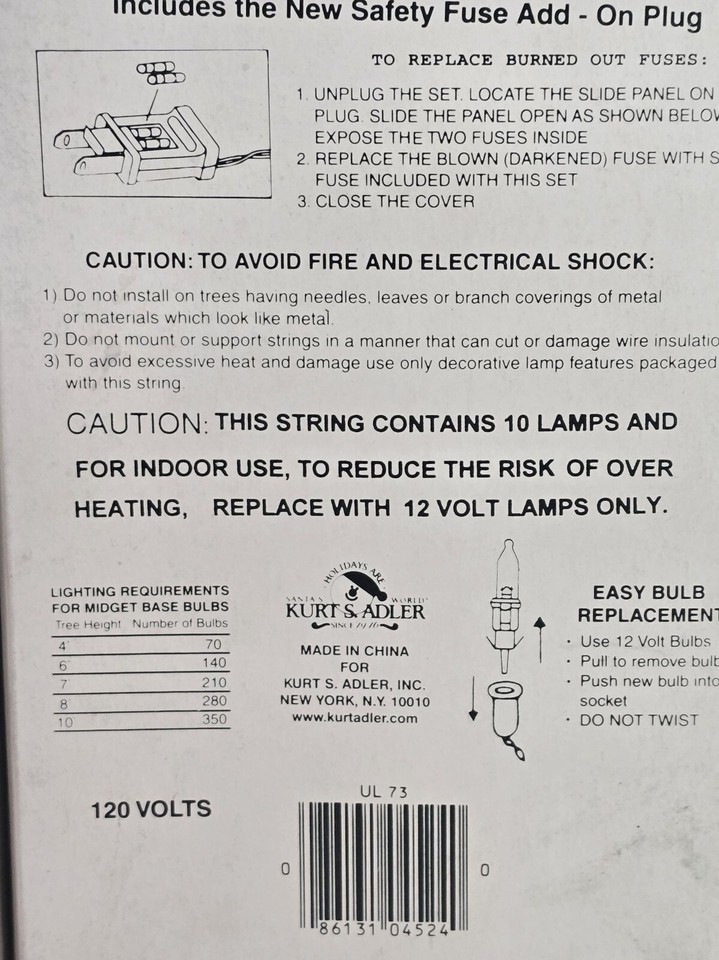 Includes the New Safety Fuse Add - On Plug
TO REPLACE BURNED OUT FUSES:
1. UNPLUG THE SET. LOCATE THE SLIDE PANEL ON
PLUG. SLIDE THE PANEL OPEN AS SHOWN BELOW
EXPOSE THE TWO FUSES INSIDE
2. REPLACE THE BLOWN (DARKENED) FUSE WITH S
FUSE INCLUDED WITH THIS SET
3. CLOSE THE COVER
CAUTION: TO AVOID FIRE AND ELECTRICAL SHOCK:
1) Do not install on trees having needles, leaves or branch coverings of metal
or materials which look like metal.
2) Do not mount or support strings in a manner that can cut or damage wire insulatio
3) To avoid excessive heat and damage use only decorative lamp features packaged
with this string.
CAUTION: THIS STRING CONTAINS 10 LAMPS AND
FOR INDOOR USE, TO REDUCE THE RISK OF OVER
HEATING, REPLACE WITH 12 VOLT LAMPS ONLY.
LIGHTING REQUIREMENTS
FOR MIDGET BASE BULBS
Tree Height Number of Bulbs
4' 70
6' 140
7' 210
8' 280
10' 350
120 VOLTS
HOLIDAYS ARE
SANTA'S WORLD
KURT S. ADLER
SINCE 1946
MADE IN CHINA
FOR
KURT S. ADLER, INC.
NEW YORK, N.Y. 10010
www.kurtadler.com
EASY BULB
REPLACEMENT
· Use 12 Volt Bulbs
· Pull to remove bulb
· Push new bulb into
socket
· DO NOT TWIST
UL 73
0 86131 04524 0